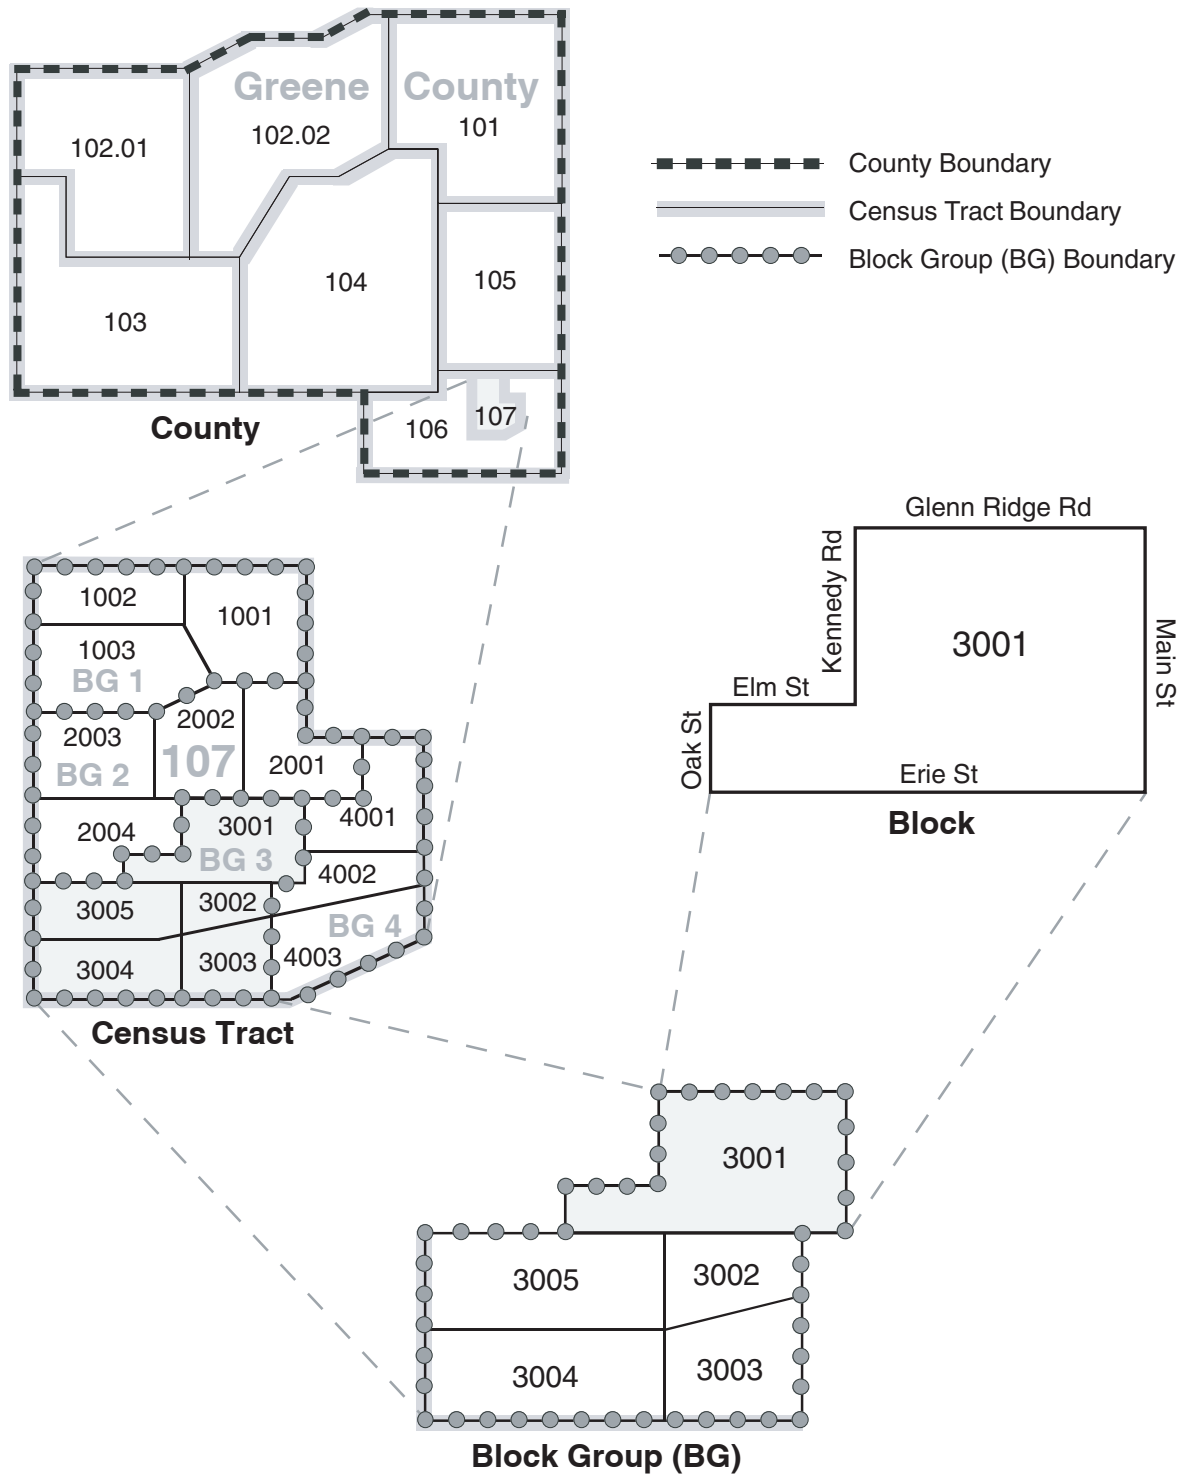 Greene County
102.01
102.02
101
103
104
105
106
107
County
County Boundary
Census Tract Boundary
Block Group (BG) Boundary
1002
1001
1003
BG 1
2002
2003
BG 2
107
2001
2004
3001
4001
BG 3
4002
3005
3002
BG 4
3004
3003
4003
Census Tract
Glenn Ridge Rd
Kennedy Rd
3001
Main St
Elm St
Oak St
Erie St
Block
3001
3005
3002
3004
3003
Block Group (BG)